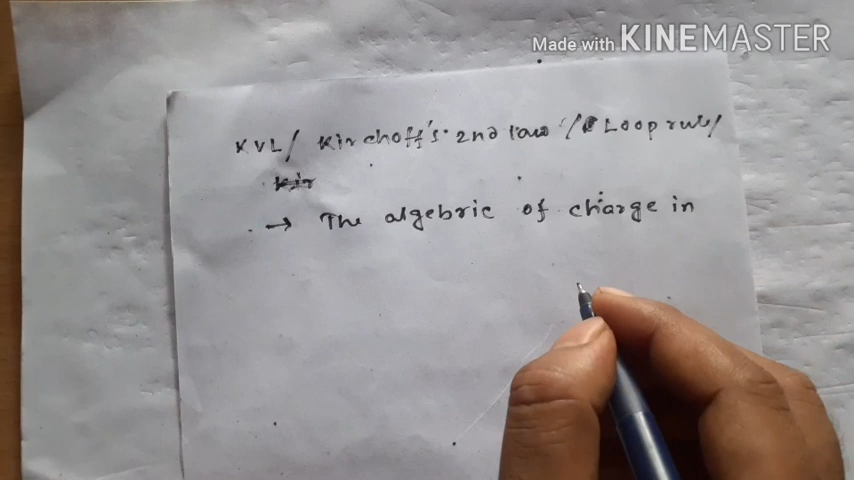 Made with KINEMASTER
KVL/ Kirchoff's 2nd law / Loop rule/
Kir
→ The algebric of charge in